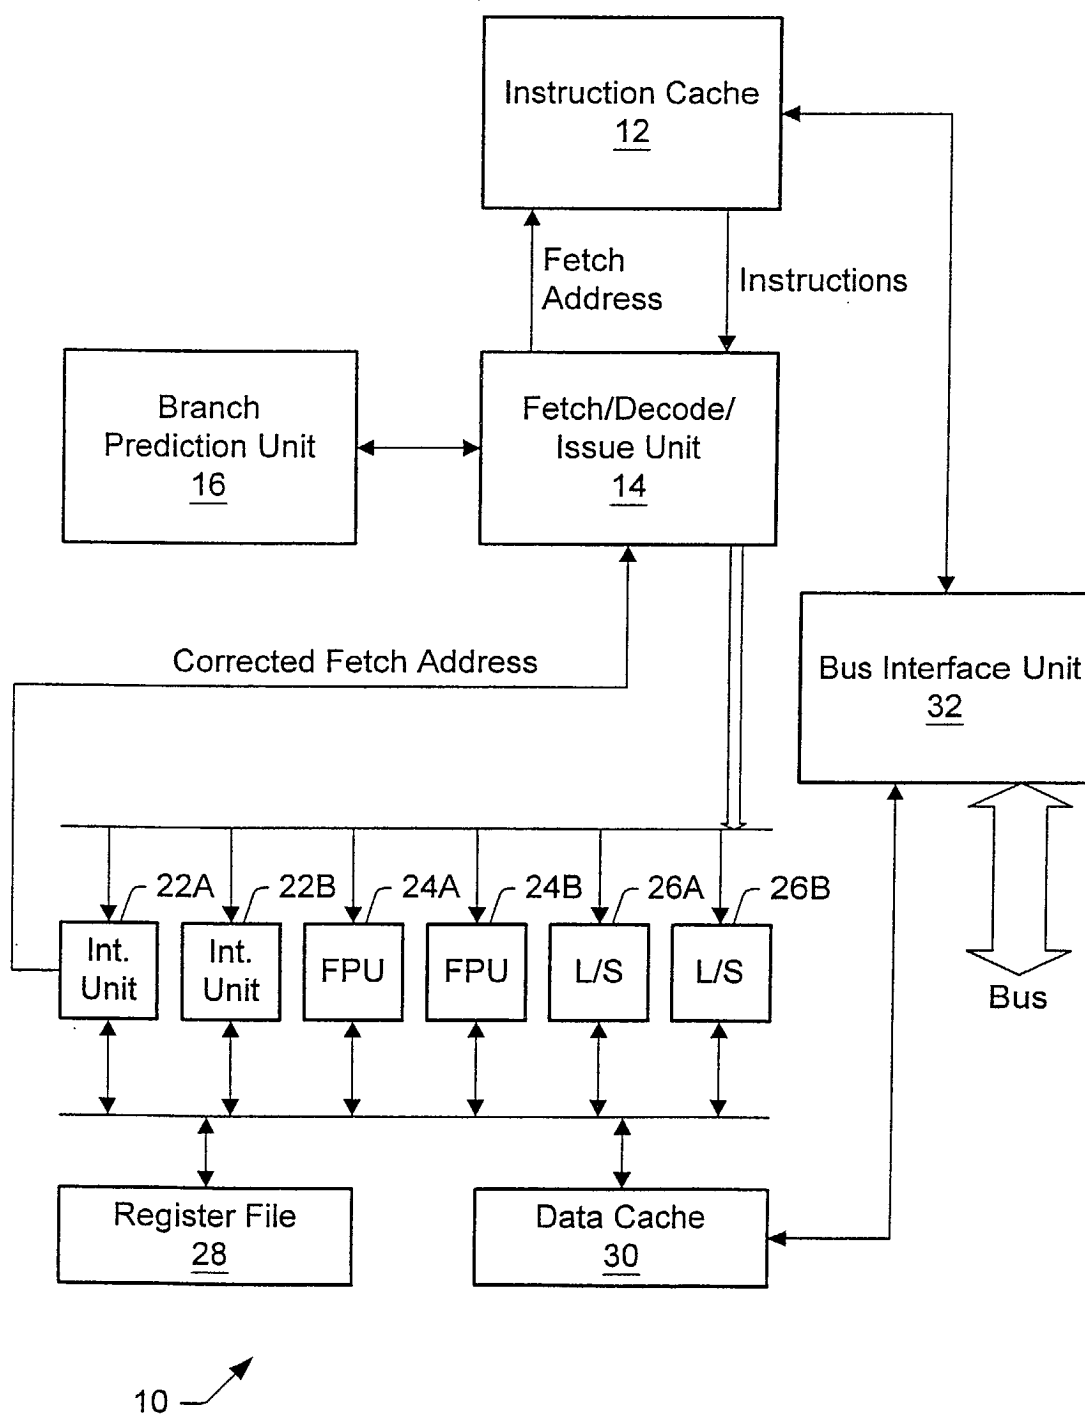 Instruction Cache
12
Fetch
Address
Instructions
Branch
Prediction Unit
16
Fetch/Decode/
Issue Unit
14
Corrected Fetch Address
Bus Interface Unit
32
22A
22B
24A
24B
26A
26B
Int.
Unit
Int.
Unit
FPU
FPU
L/S
L/S
Bus
Register File
28
Data Cache
30
10